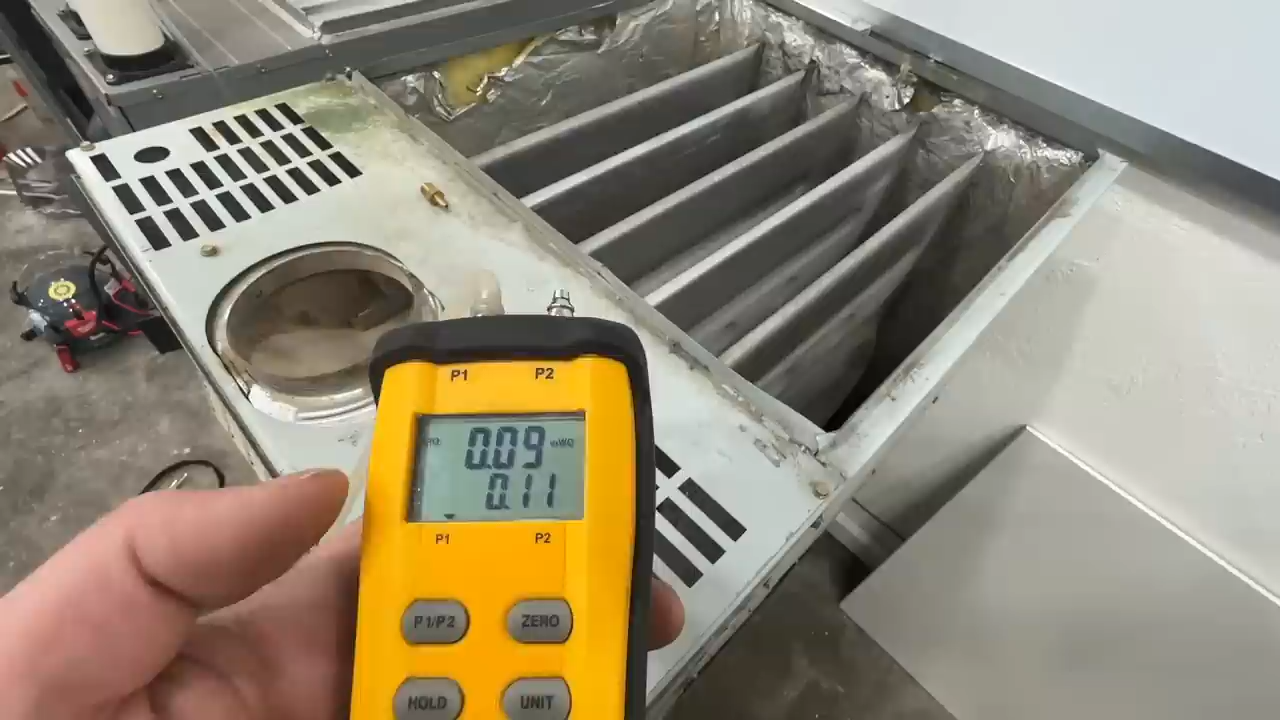 P1 P2
0.09
0.11
P1 P2
P1/P2 ZERO
HOLD UNIT